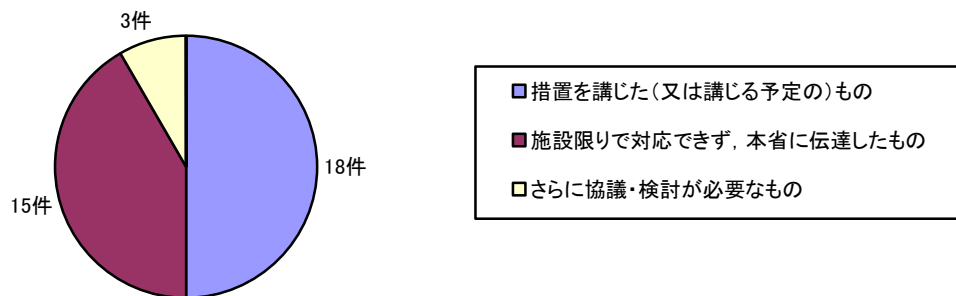 3件
18件
15件
措置を講じた(又は講じる予定の)もの
施設限りで対応できず,本省に伝達したもの
さらに協議・検討が必要なもの